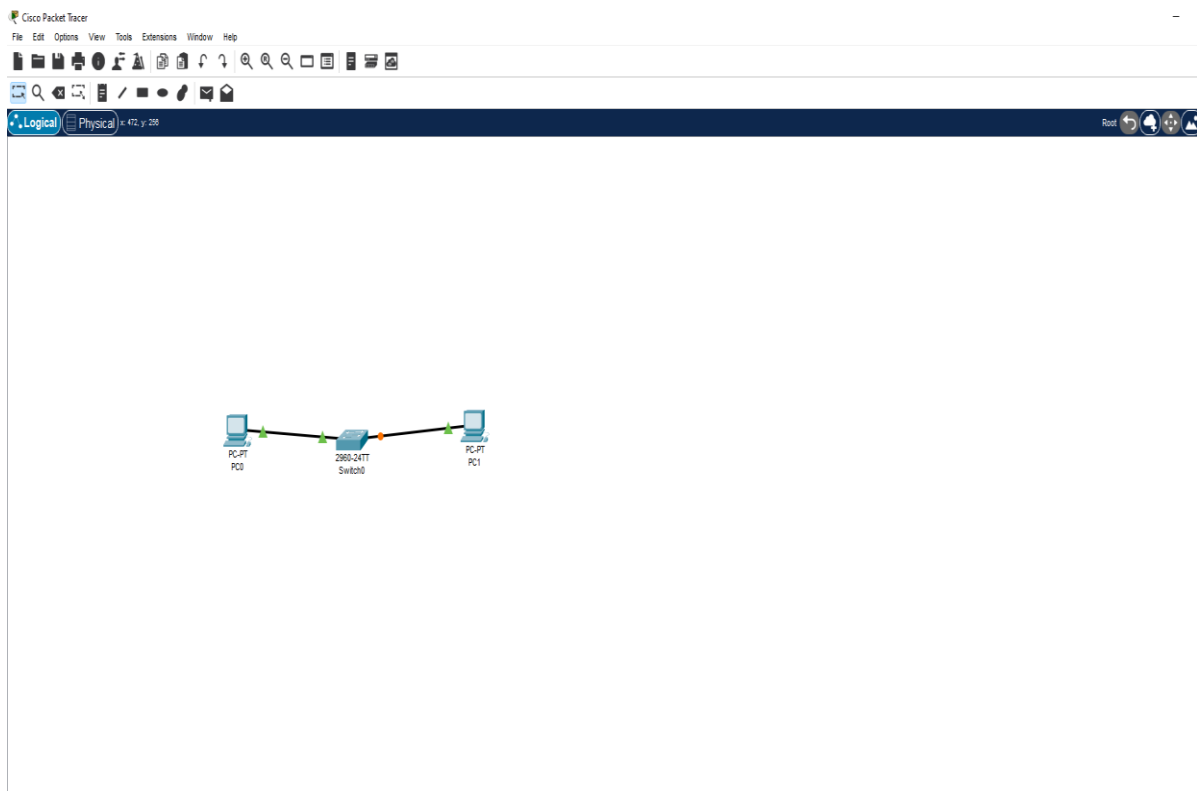 Cisco Packet Tracer
File Edit Options View Tools Extensions Window Help
Logical Physical x: 472, y: 256 Root
PC-PT
PC0
2960-24TT
Switch0
PC-PT
PC1